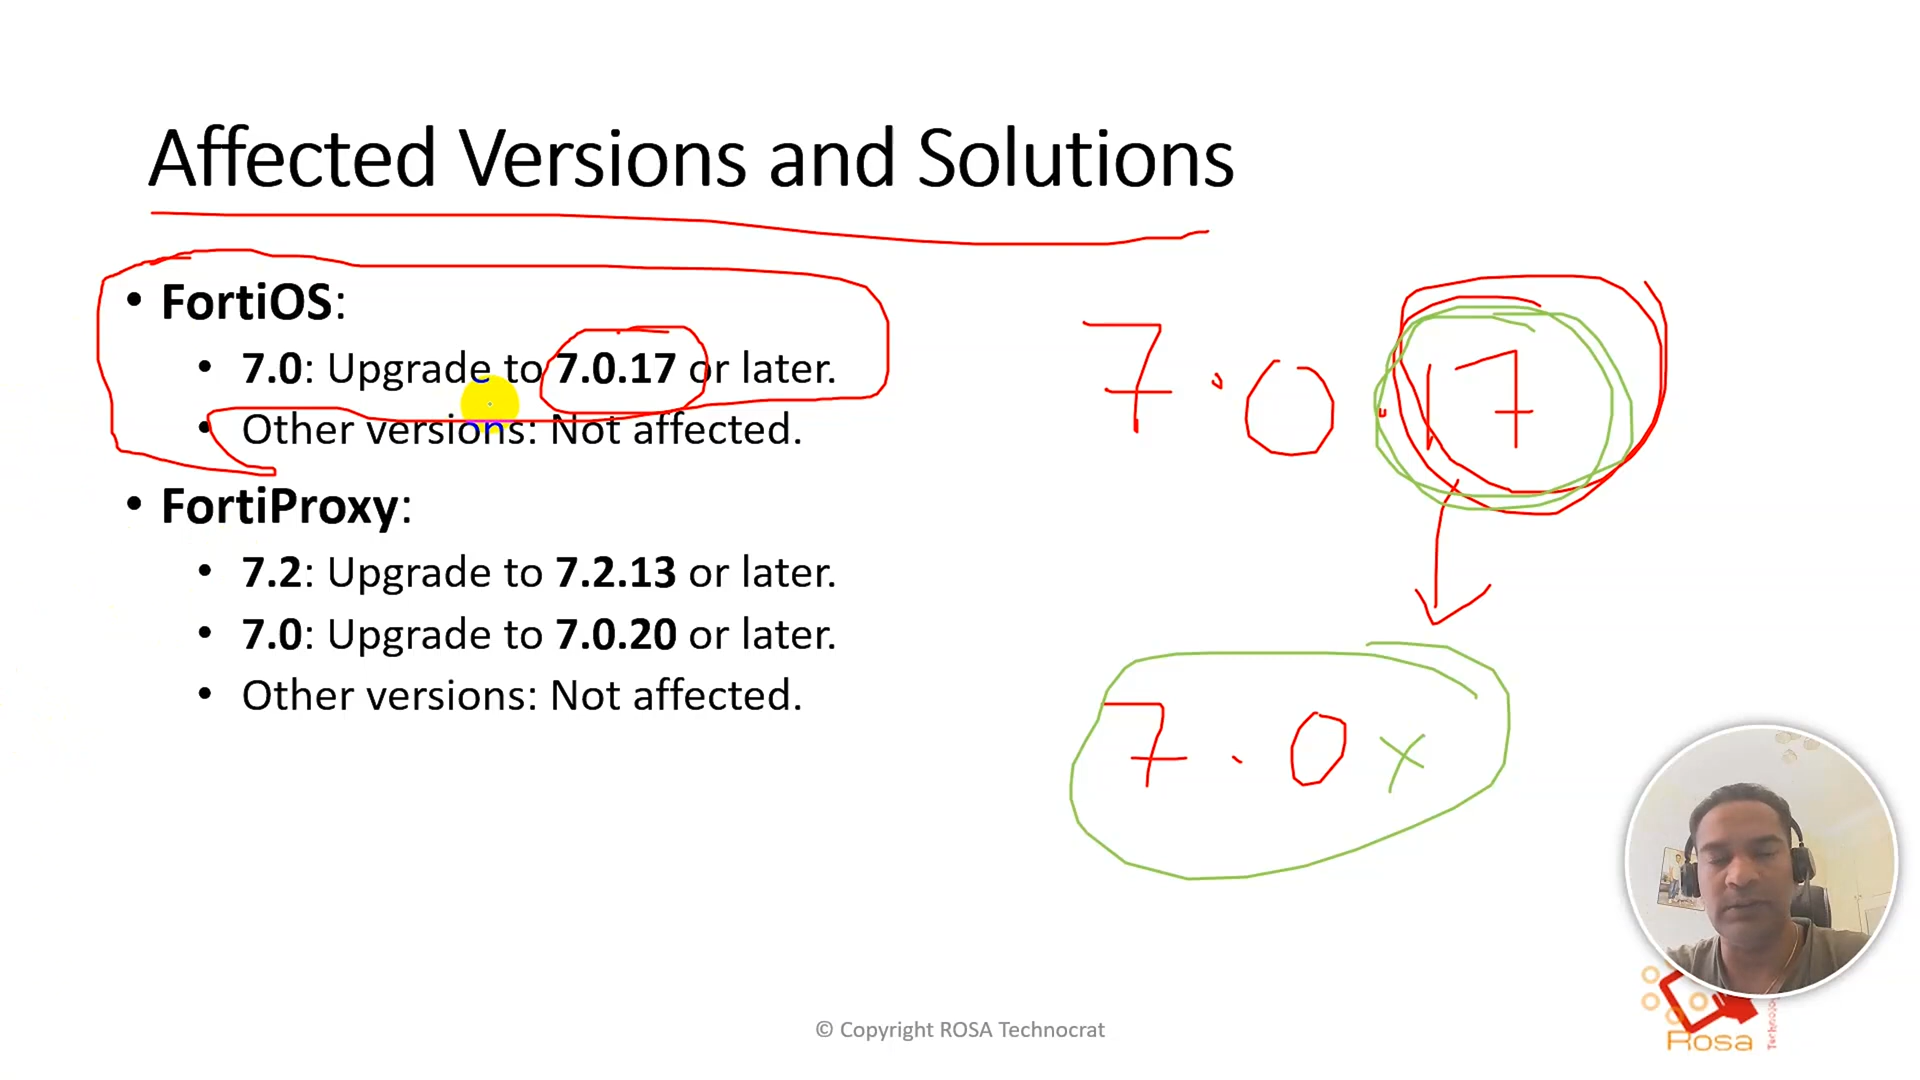 Affected Versions and Solutions
• FortiOS:
• 7.0: Upgrade to 7.0.17 or later.
• Other versions: Not affected.
• FortiProxy:
• 7.2: Upgrade to 7.2.13 or later.
• 7.0: Upgrade to 7.0.20 or later.
• Other versions: Not affected.
7.0.17
7.0x
© Copyright ROSA Technocrat
Rosa